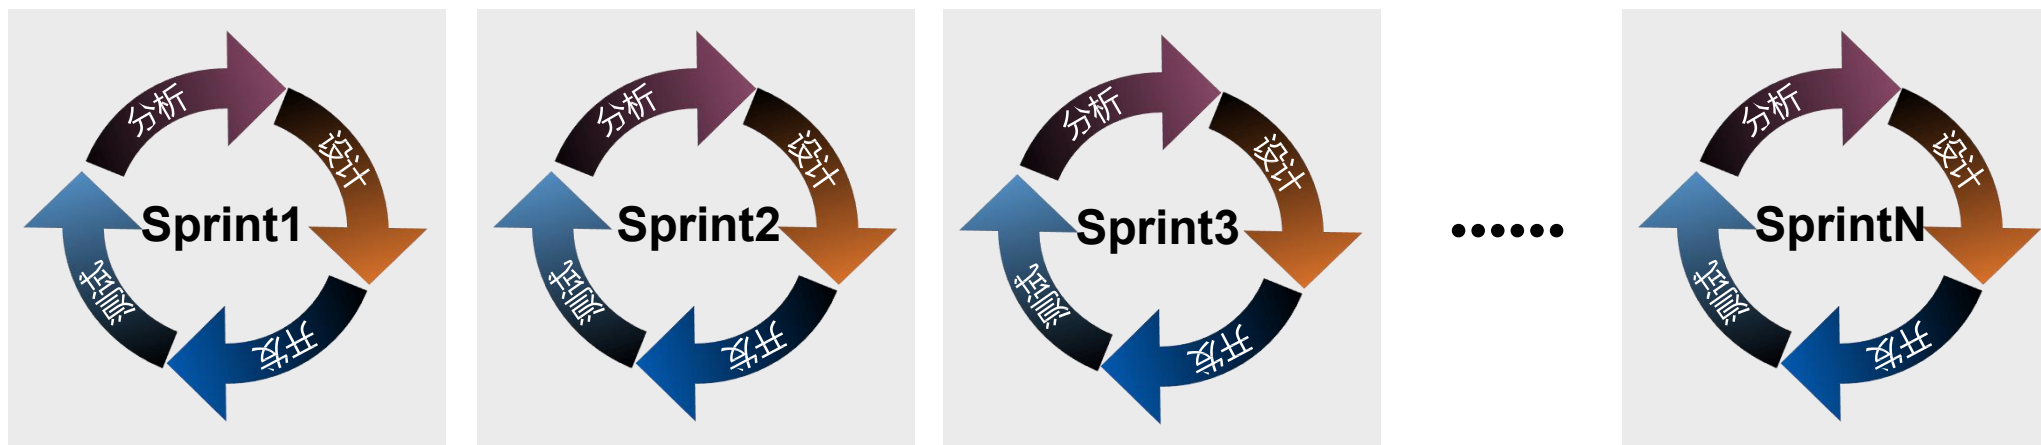 分析
设计
Sprint1
测试
开发
分析
设计
Sprint2
测试
开发
分析
设计
Sprint3
测试
开发
......
分析
设计
SprintN
测试
开发